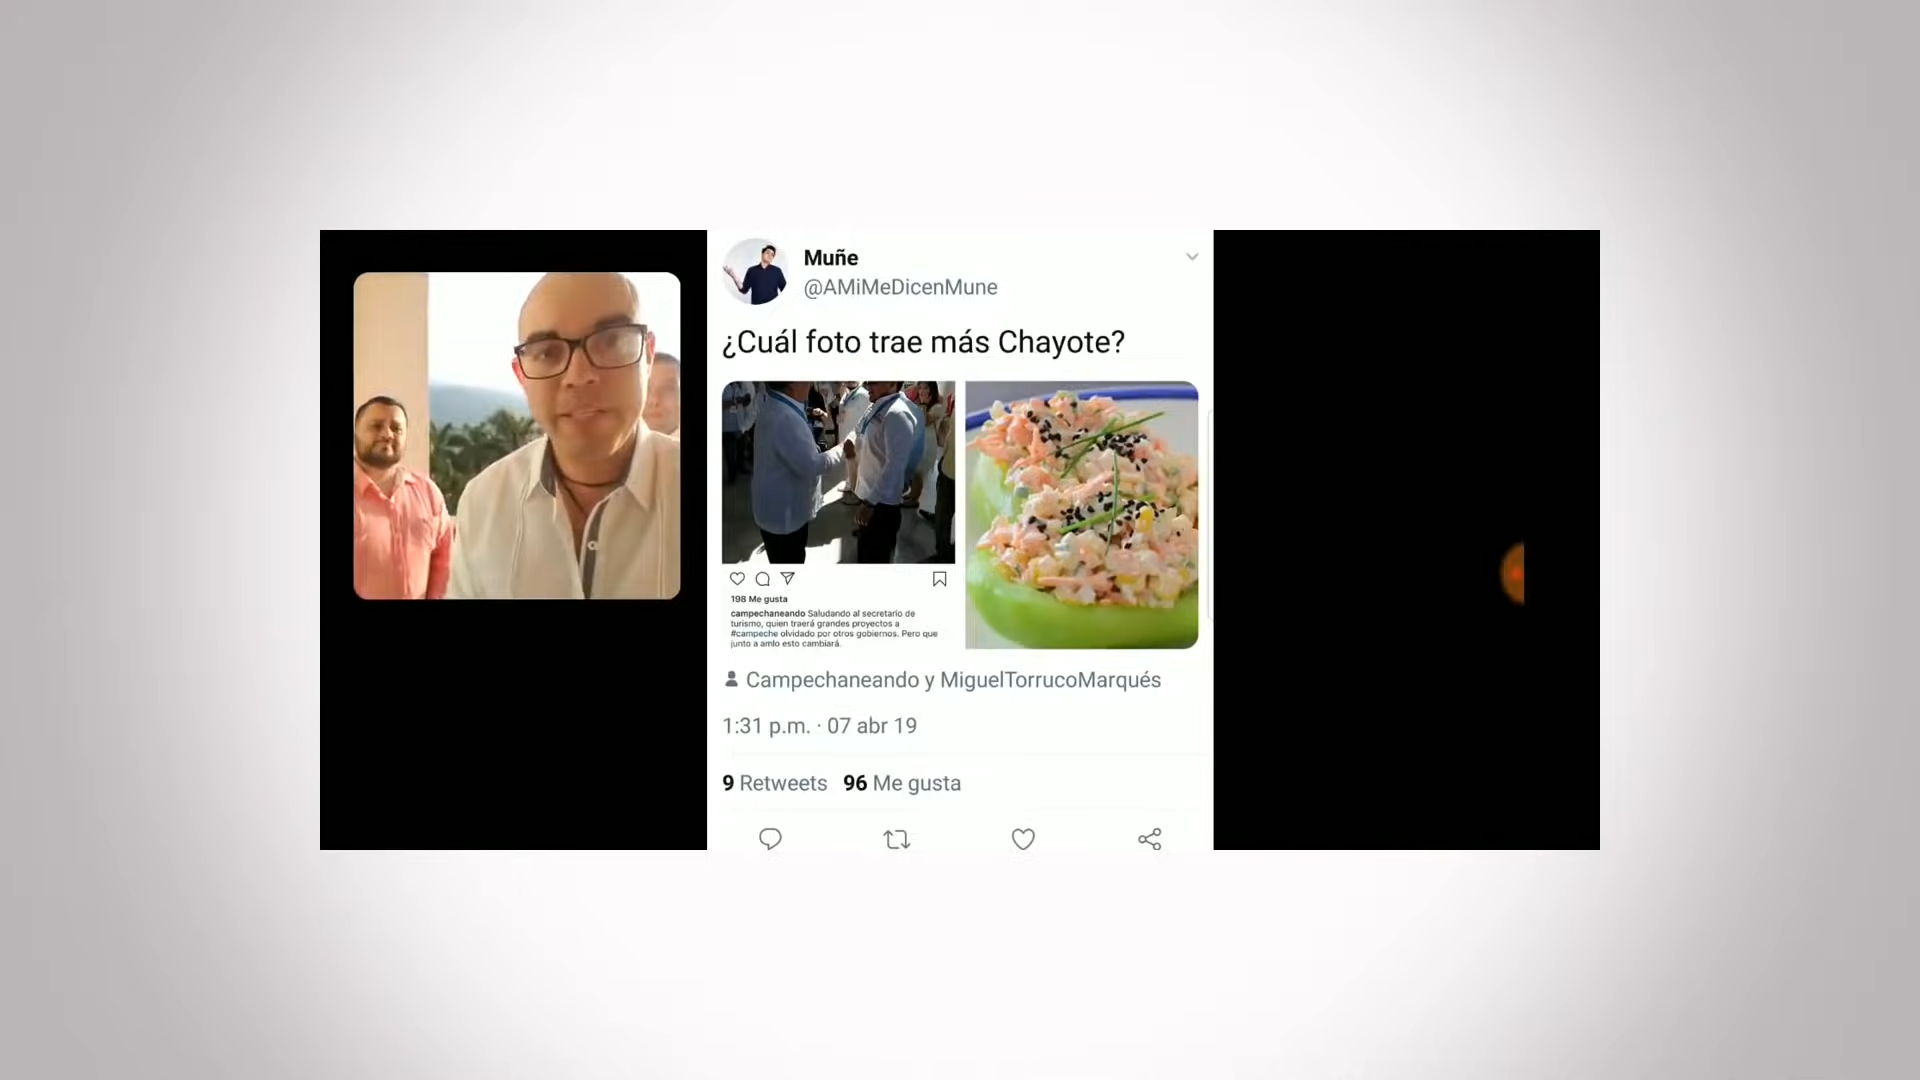 Muñe
@AMiMeDicenMune
¿Cuál foto trae más Chayote?
198 Me gusta
campechaneando Saludando al secretario de
turismo, quien traerá grandes proyectos a
#campeche olvidado por otros gobiernos. Pero que
junto a amlo esto cambiará.
Campechaneando y MiguelTorrucoMarqués
1:31 p.m. · 07 abr 19
9 Retweets 96 Me gusta